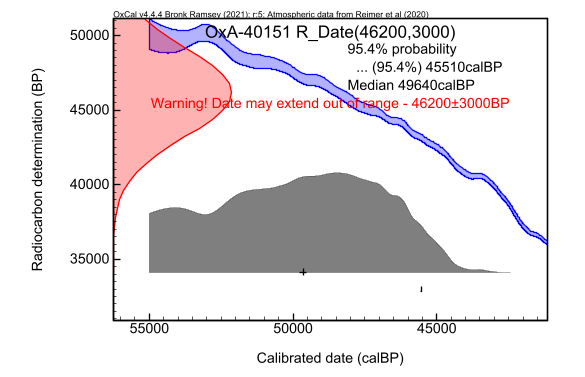 OxCal v4.4.4 Bronk Ramsey (2021); r:5; Atmospheric data from Reimer et al (2020)
OxA-40151 R_Date(46200,3000)
95.4% probability
... (95.4%) 45510calBP
Median 49640calBP
Warning! Date may extend out of range - 46200±3000BP
Radiocarbon determination (BP)
50000
45000
40000
35000
55000 50000 45000
Calibrated date (calBP)